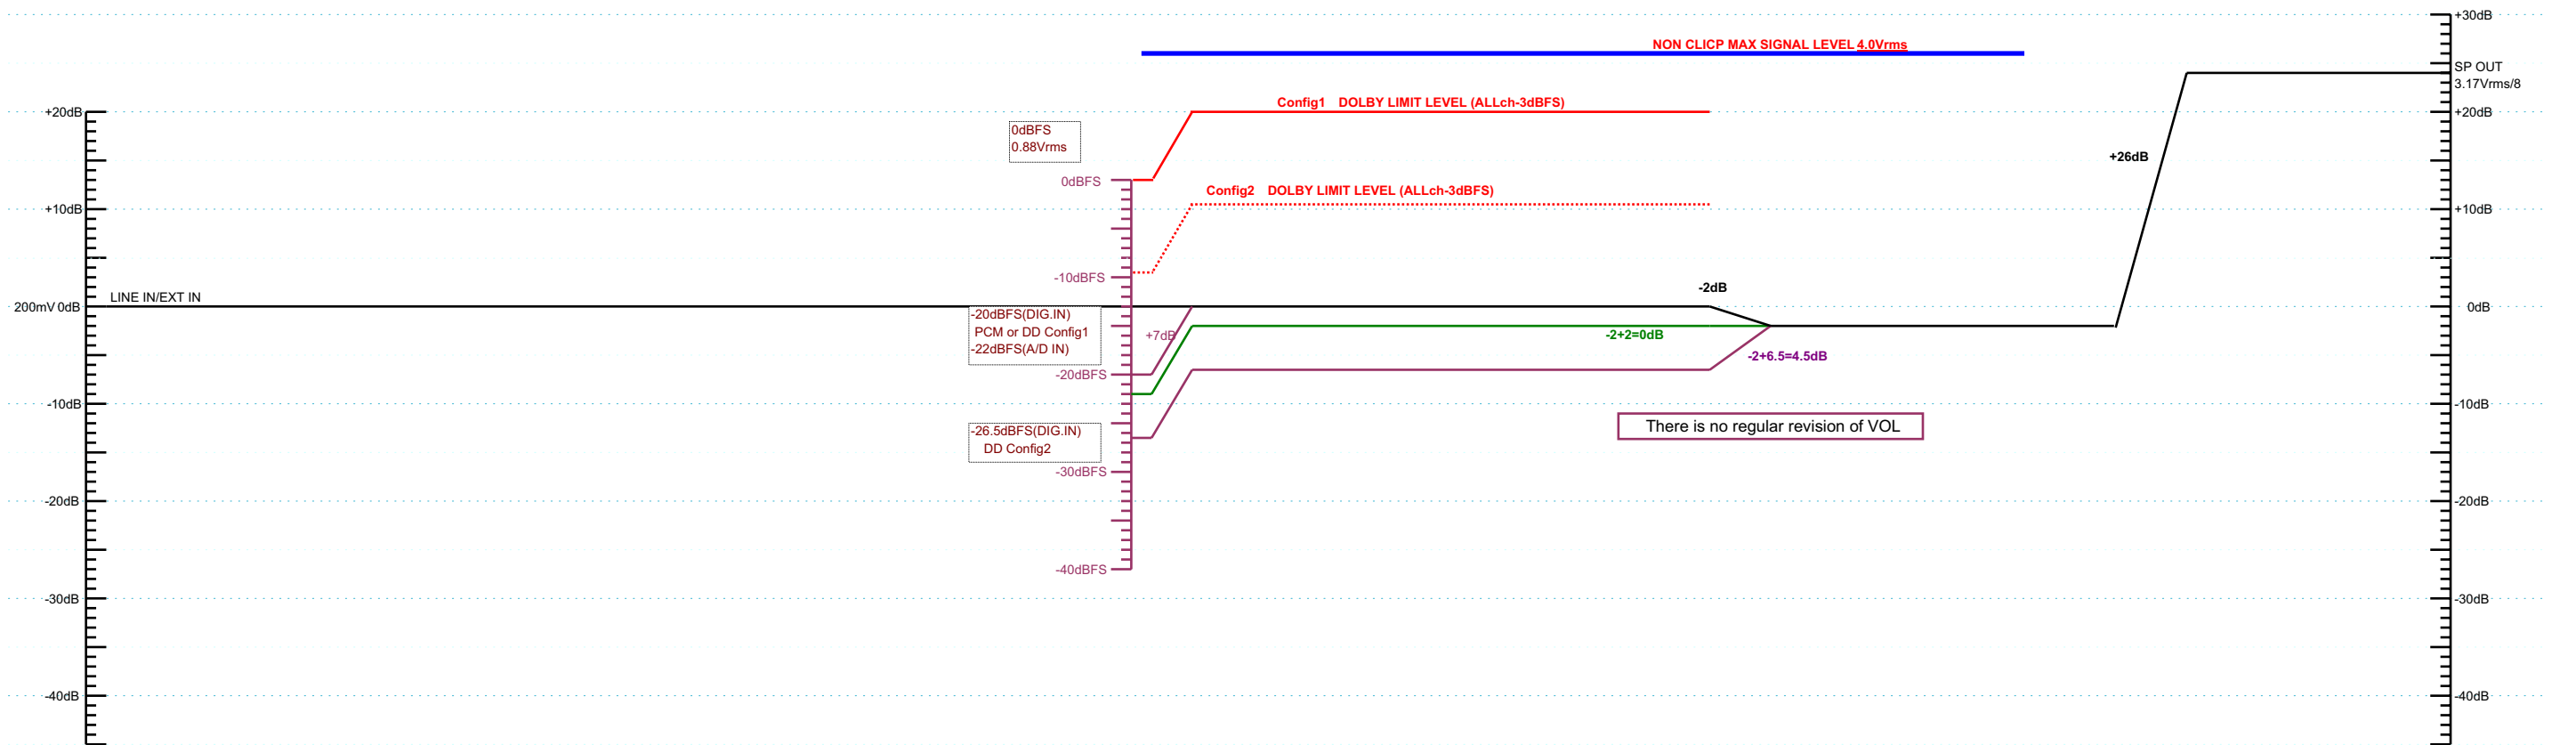 +30dB
NON CLICP MAX SIGNAL LEVEL 4.0Vrms
SP OUT
3.17Vrms/8
+20dB
Config1 DOLBY LIMIT LEVEL (ALLch-3dBFS)
+20dB
0dBFS
0.88Vrms
+26dB
0dBFS
Config2 DOLBY LIMIT LEVEL (ALLch-3dBFS)
+10dB
+10dB
-10dBFS
-2dB
LINE IN/EXT IN
200mV 0dB
0dB
-20dBFS(DIG.IN)
PCM or DD Config1
-22dBFS(A/D IN)
+7dB
-2+2=0dB
-2+6.5=4.5dB
-20dBFS
-10dB
-10dB
There is no regular revision of VOL
-26.5dBFS(DIG.IN)
DD Config2
-30dBFS
-20dB
-20dB
-40dBFS
-30dB
-30dB
-40dB
-40dB